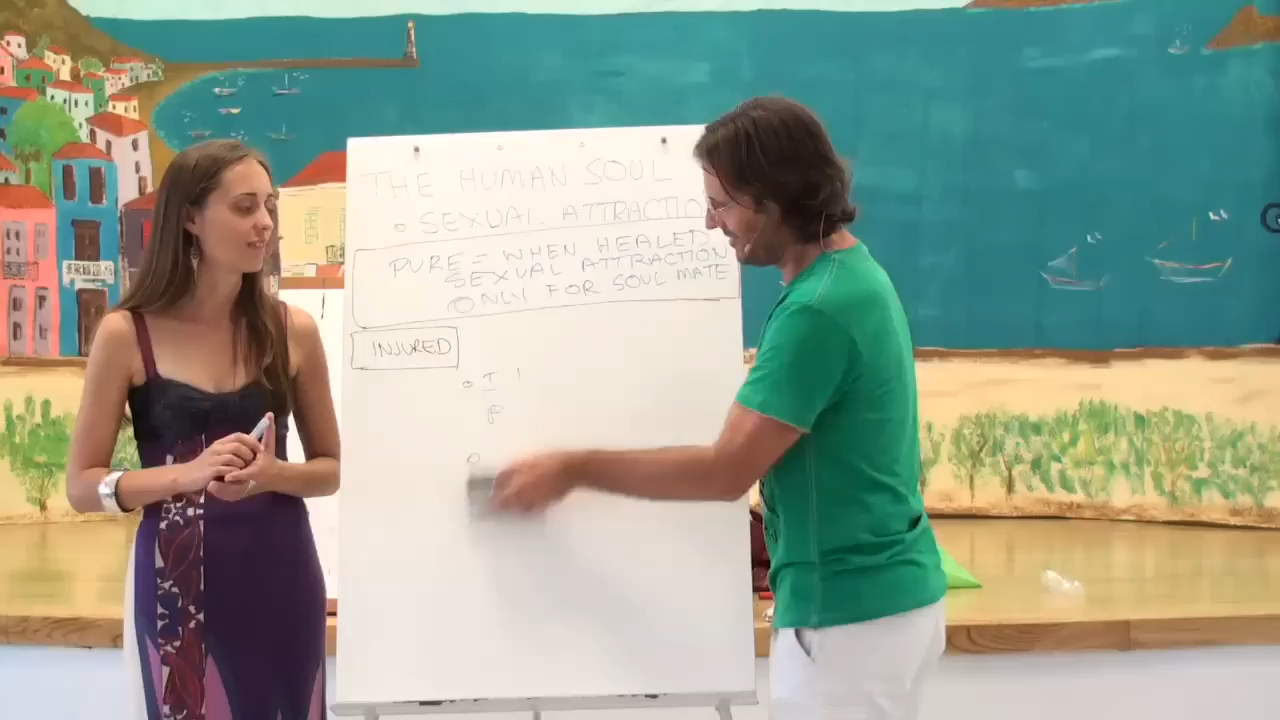 THE HUMAN SOUL
SEXUAL ATTRACTIO
PURE = WHEN HEALED
SEXUAL ATTRACTION
ONLY FOR SOUL MATE
INJURED